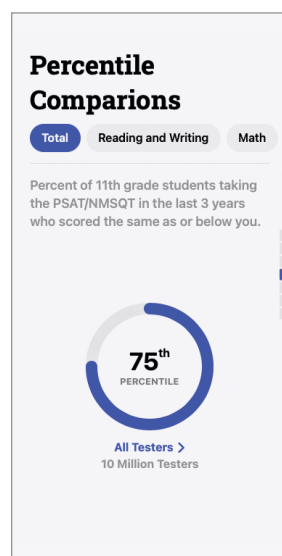 Percentile
Comparions
Total
Reading and Writing
Math
Percent of 11th grade students taking
the PSAT/NMSQT in the last 3 years
who scored the same as or below you.
75th
PERCENTILE
All Testers >
10 Million Testers